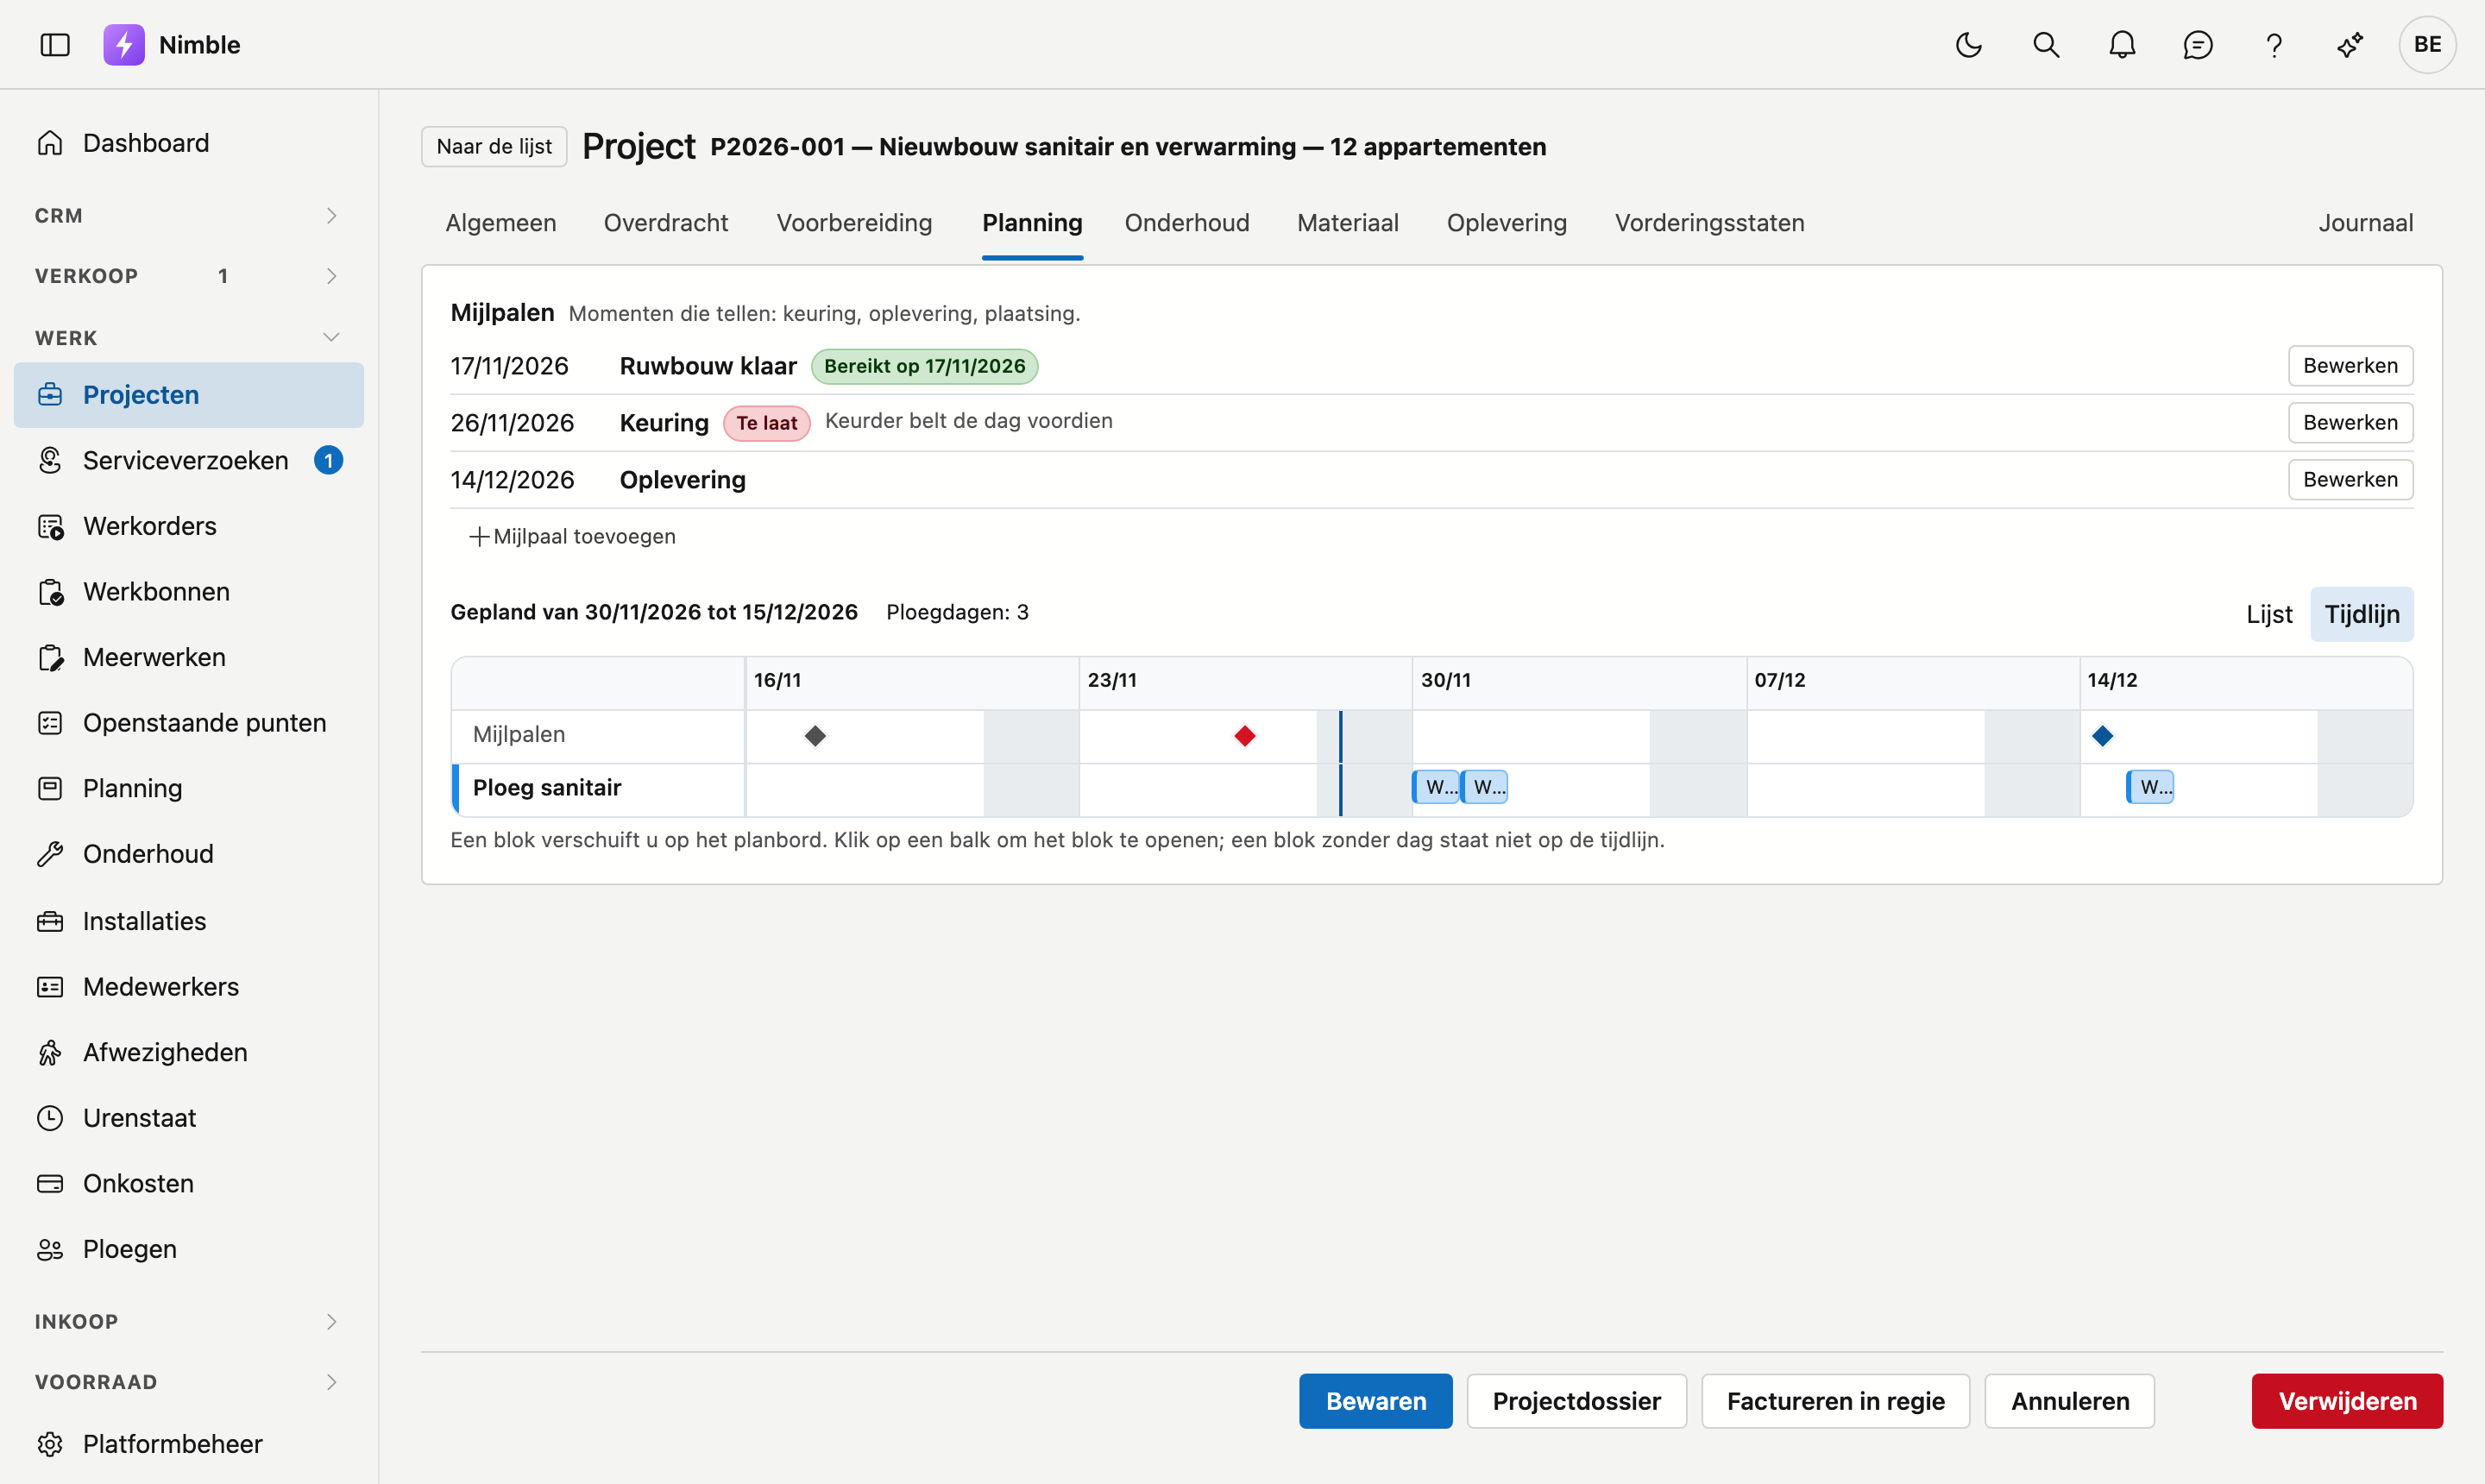 Nimble
BE
Dashboard
CRM
VERKOOP 1
WERK
Projecten
Serviceverzoeken 1
Werkorders
Werkbonnen
Meerwerken
Openstaande punten
Planning
Onderhoud
Installaties
Medewerkers
Afwezigheden
Urenstaat
Onkosten
Ploegen
INKOOP
VOORRAAD
Platformbeheer
Naar de lijst Project P2026-001 — Nieuwbouw sanitair en verwarming — 12 appartementen
Algemeen Overdracht Voorbereiding Planning Onderhoud Materiaal Oplevering Vorderingsstaten Journaal
Mijlpalen Momenten die tellen: keuring, oplevering, plaatsing.
17/11/2026 Ruwbouw klaar Bereikt op 17/11/2026 Bewerken
26/11/2026 Keuring Te laat Keurder belt de dag voordien Bewerken
14/12/2026 Oplevering Bewerken
Mijlpaal toevoegen
Gepland van 30/11/2026 tot 15/12/2026 Ploegdagen: 3 Lijst Tijdlijn
16/11 23/11 30/11 07/12 14/12
Mijlpalen
Ploeg sanitair W... W... W...
Een blok verschuift u op het planbord. Klik op een balk om het blok te openen; een blok zonder dag staat niet op de tijdlijn.
Bewaren Projectdossier Factureren in regie Annuleren Verwijderen